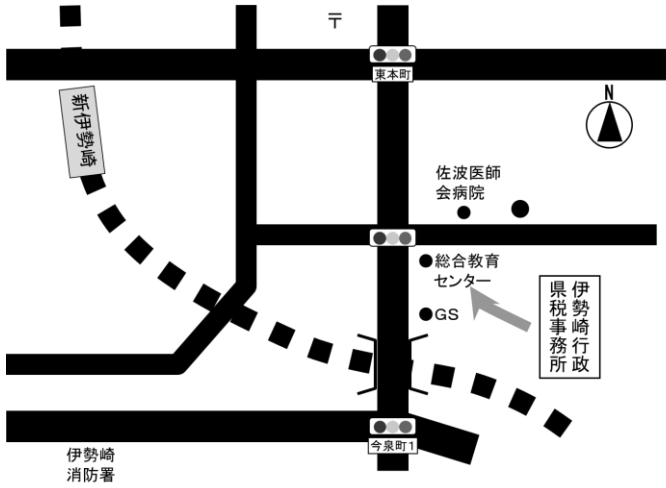 〒
東本町
N
新伊勢崎
佐波医師
会病院
総合教育
センター
伊勢崎行政
県税事務所
GS
今泉町1
伊勢崎
消防署